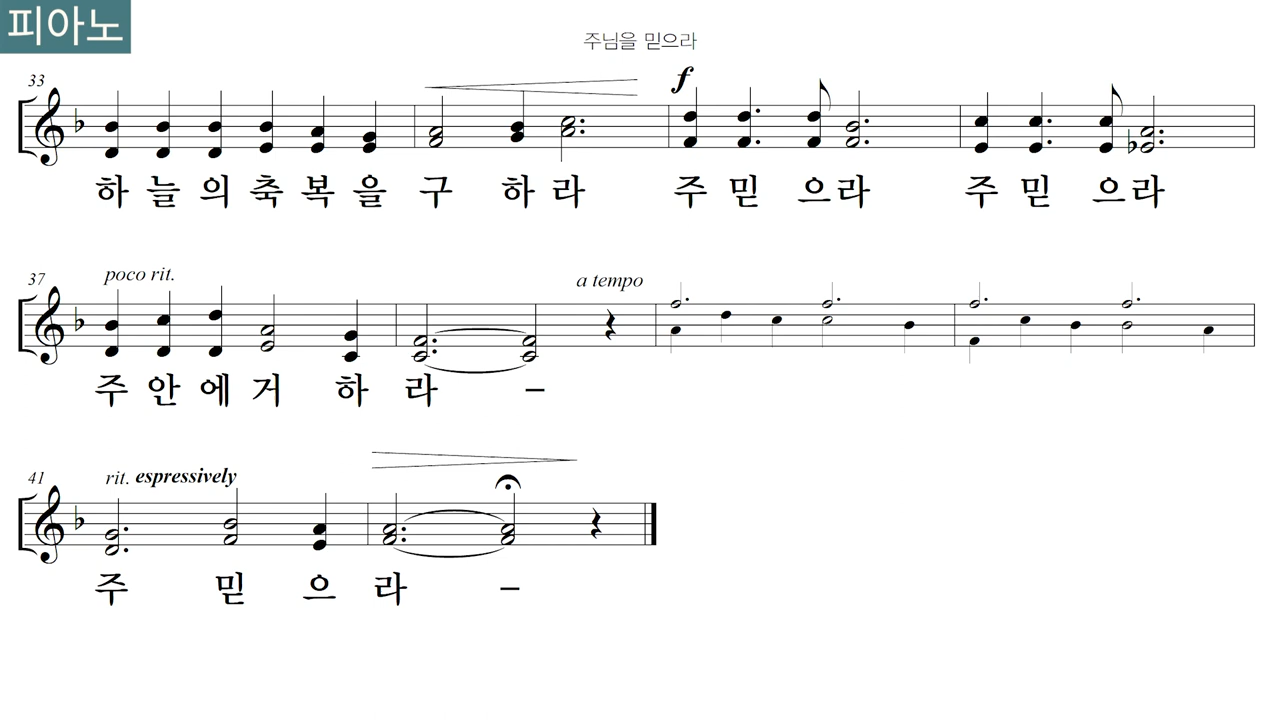 피아노
주님을 믿으라
33
f
하 늘 의 축 복 을 구 하 라 주 믿 으라 주 믿 으라
37 poco rit. a tempo
주 안 에 거 하 라 –
41 rit. espressively
주 믿 으 라 –